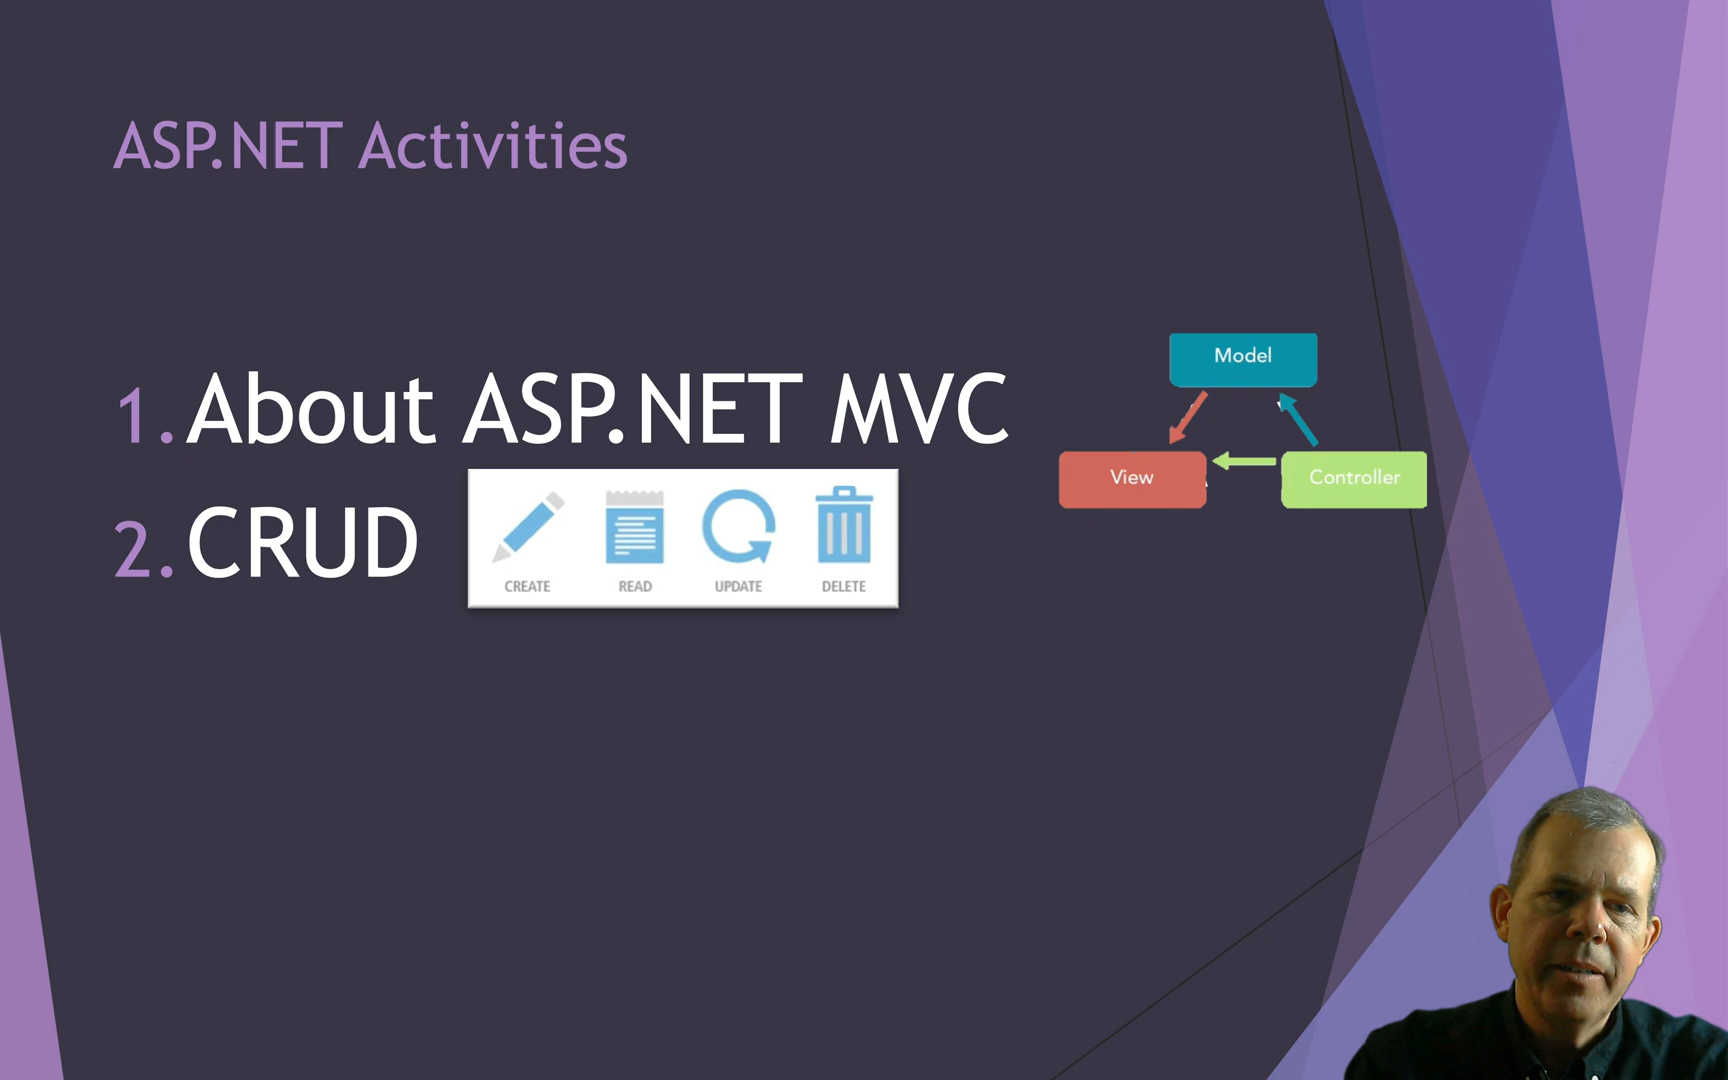 ASP.NET Activities
1. About ASP.NET MVC
Model
View
Controller
2. CRUD
CREATE
READ
UPDATE
DELETE